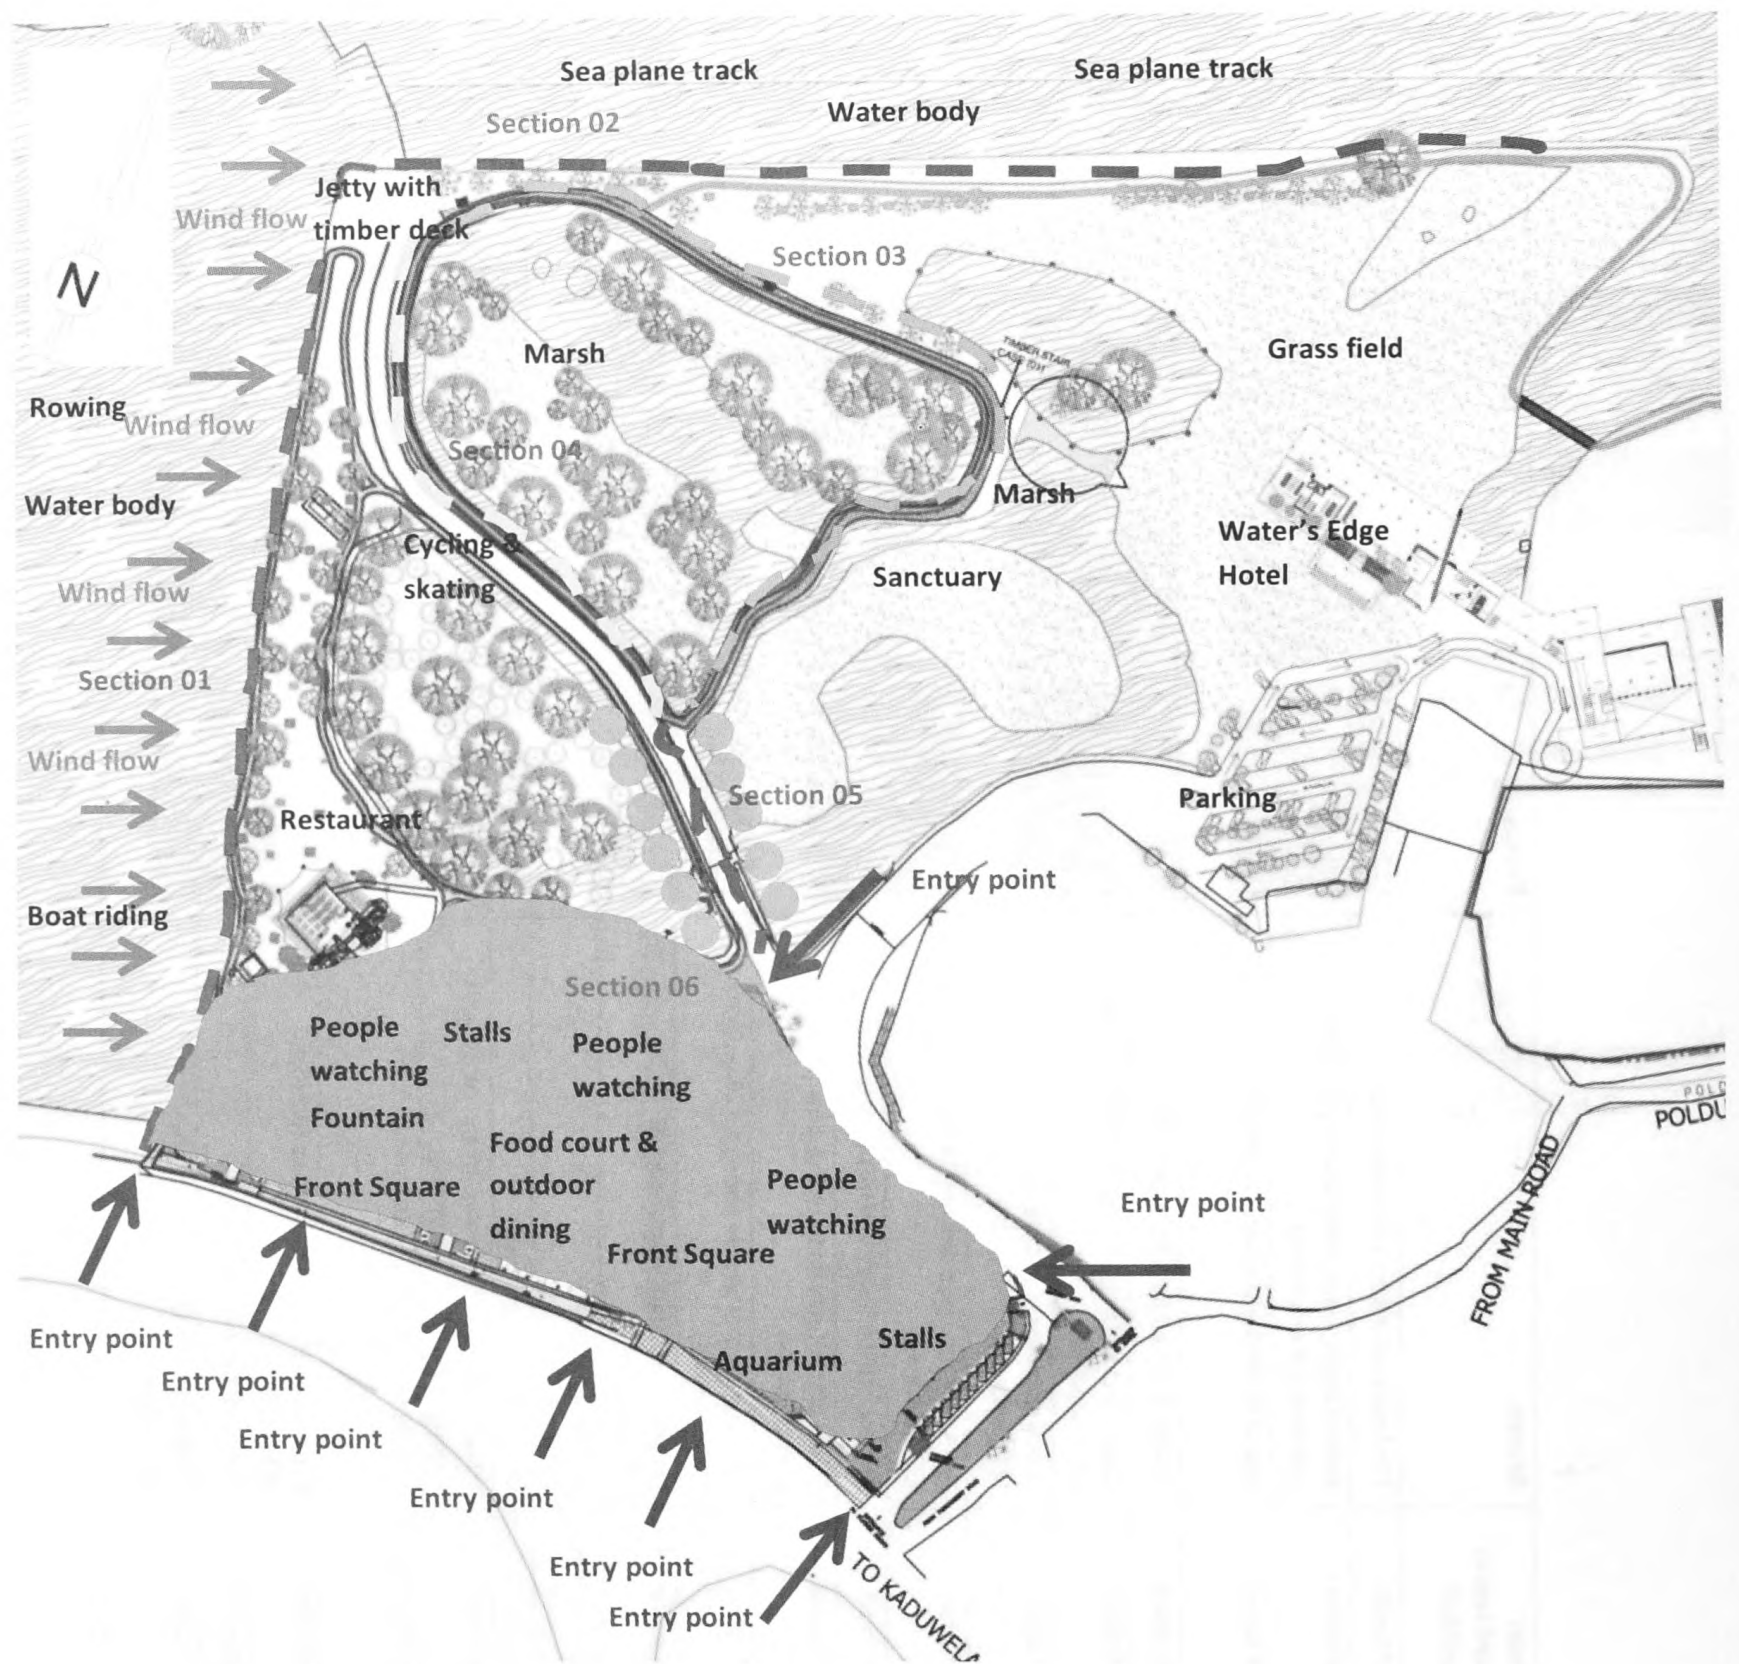 Sea plane track
Sea plane track
Water body
Section 02
Jetty with
timber deck
Wind flow
N
Section 03
TIMBER STAIR
Marsh
Grass field
Rowing
Wind flow
Section 04
Water body
Marsh
Water's Edge
Hotel
Cycling &
skating
Sanctuary
Wind flow
Section 01
Wind flow
Section 05
Parking
Restaurant
Entry point
Boat riding
Section 06
People
watching
Stalls
People
watching
Fountain
Food court &
outdoor
dining
Front Square
People
watching
Front Square
Entry point
FROM MAIN ROAD
POLD
POLDU
Stalls
Aquarium
Entry point
Entry point
Entry point
Entry point
Entry point
Entry point
TO KADUWELA